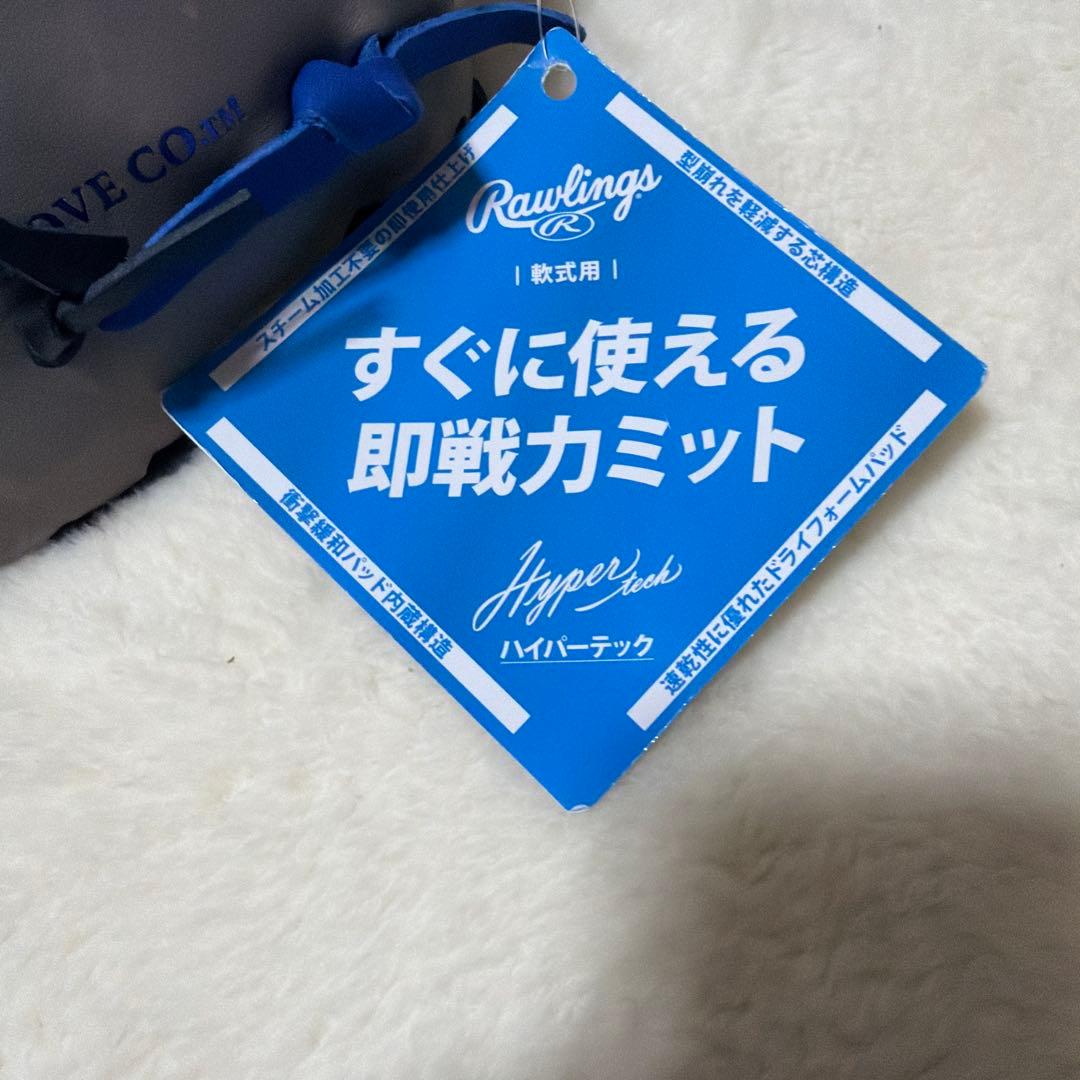 OVE CO.™
Rawlings
R
| 軟式用 |
すぐに使える
即戦力ミット
Hyper tech
ハイパーテック
スチーム加工不要の即使用仕上げ
型崩れを軽減する芯構造
衝撃緩和パッド内蔵構造
速乾性に優れたドライフォームパッド